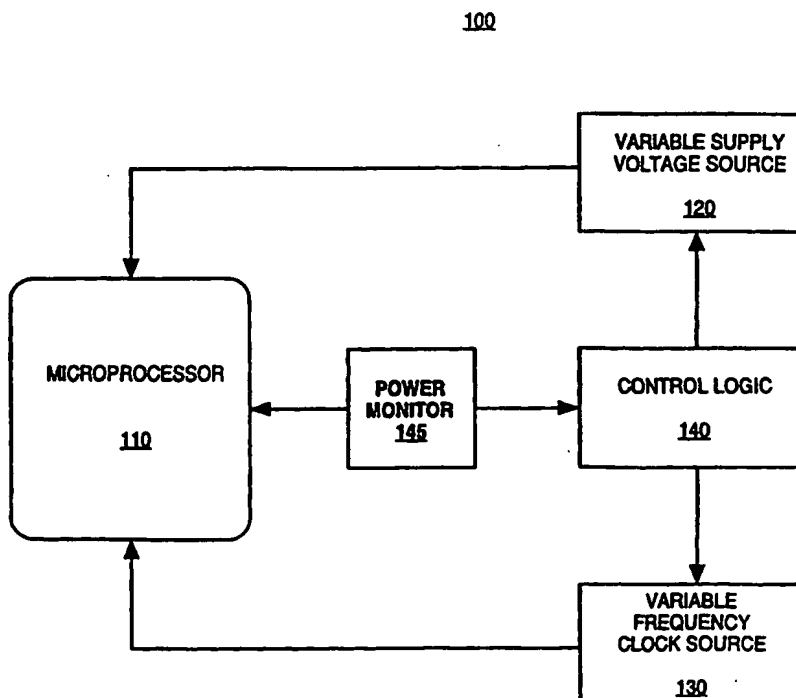 100
VARIABLE SUPPLY
VOLTAGE SOURCE
120
MICROPROCESSOR
110
POWER
MONITOR
145
CONTROL LOGIC
140
VARIABLE
FREQUENCY
CLOCK SOURCE
130